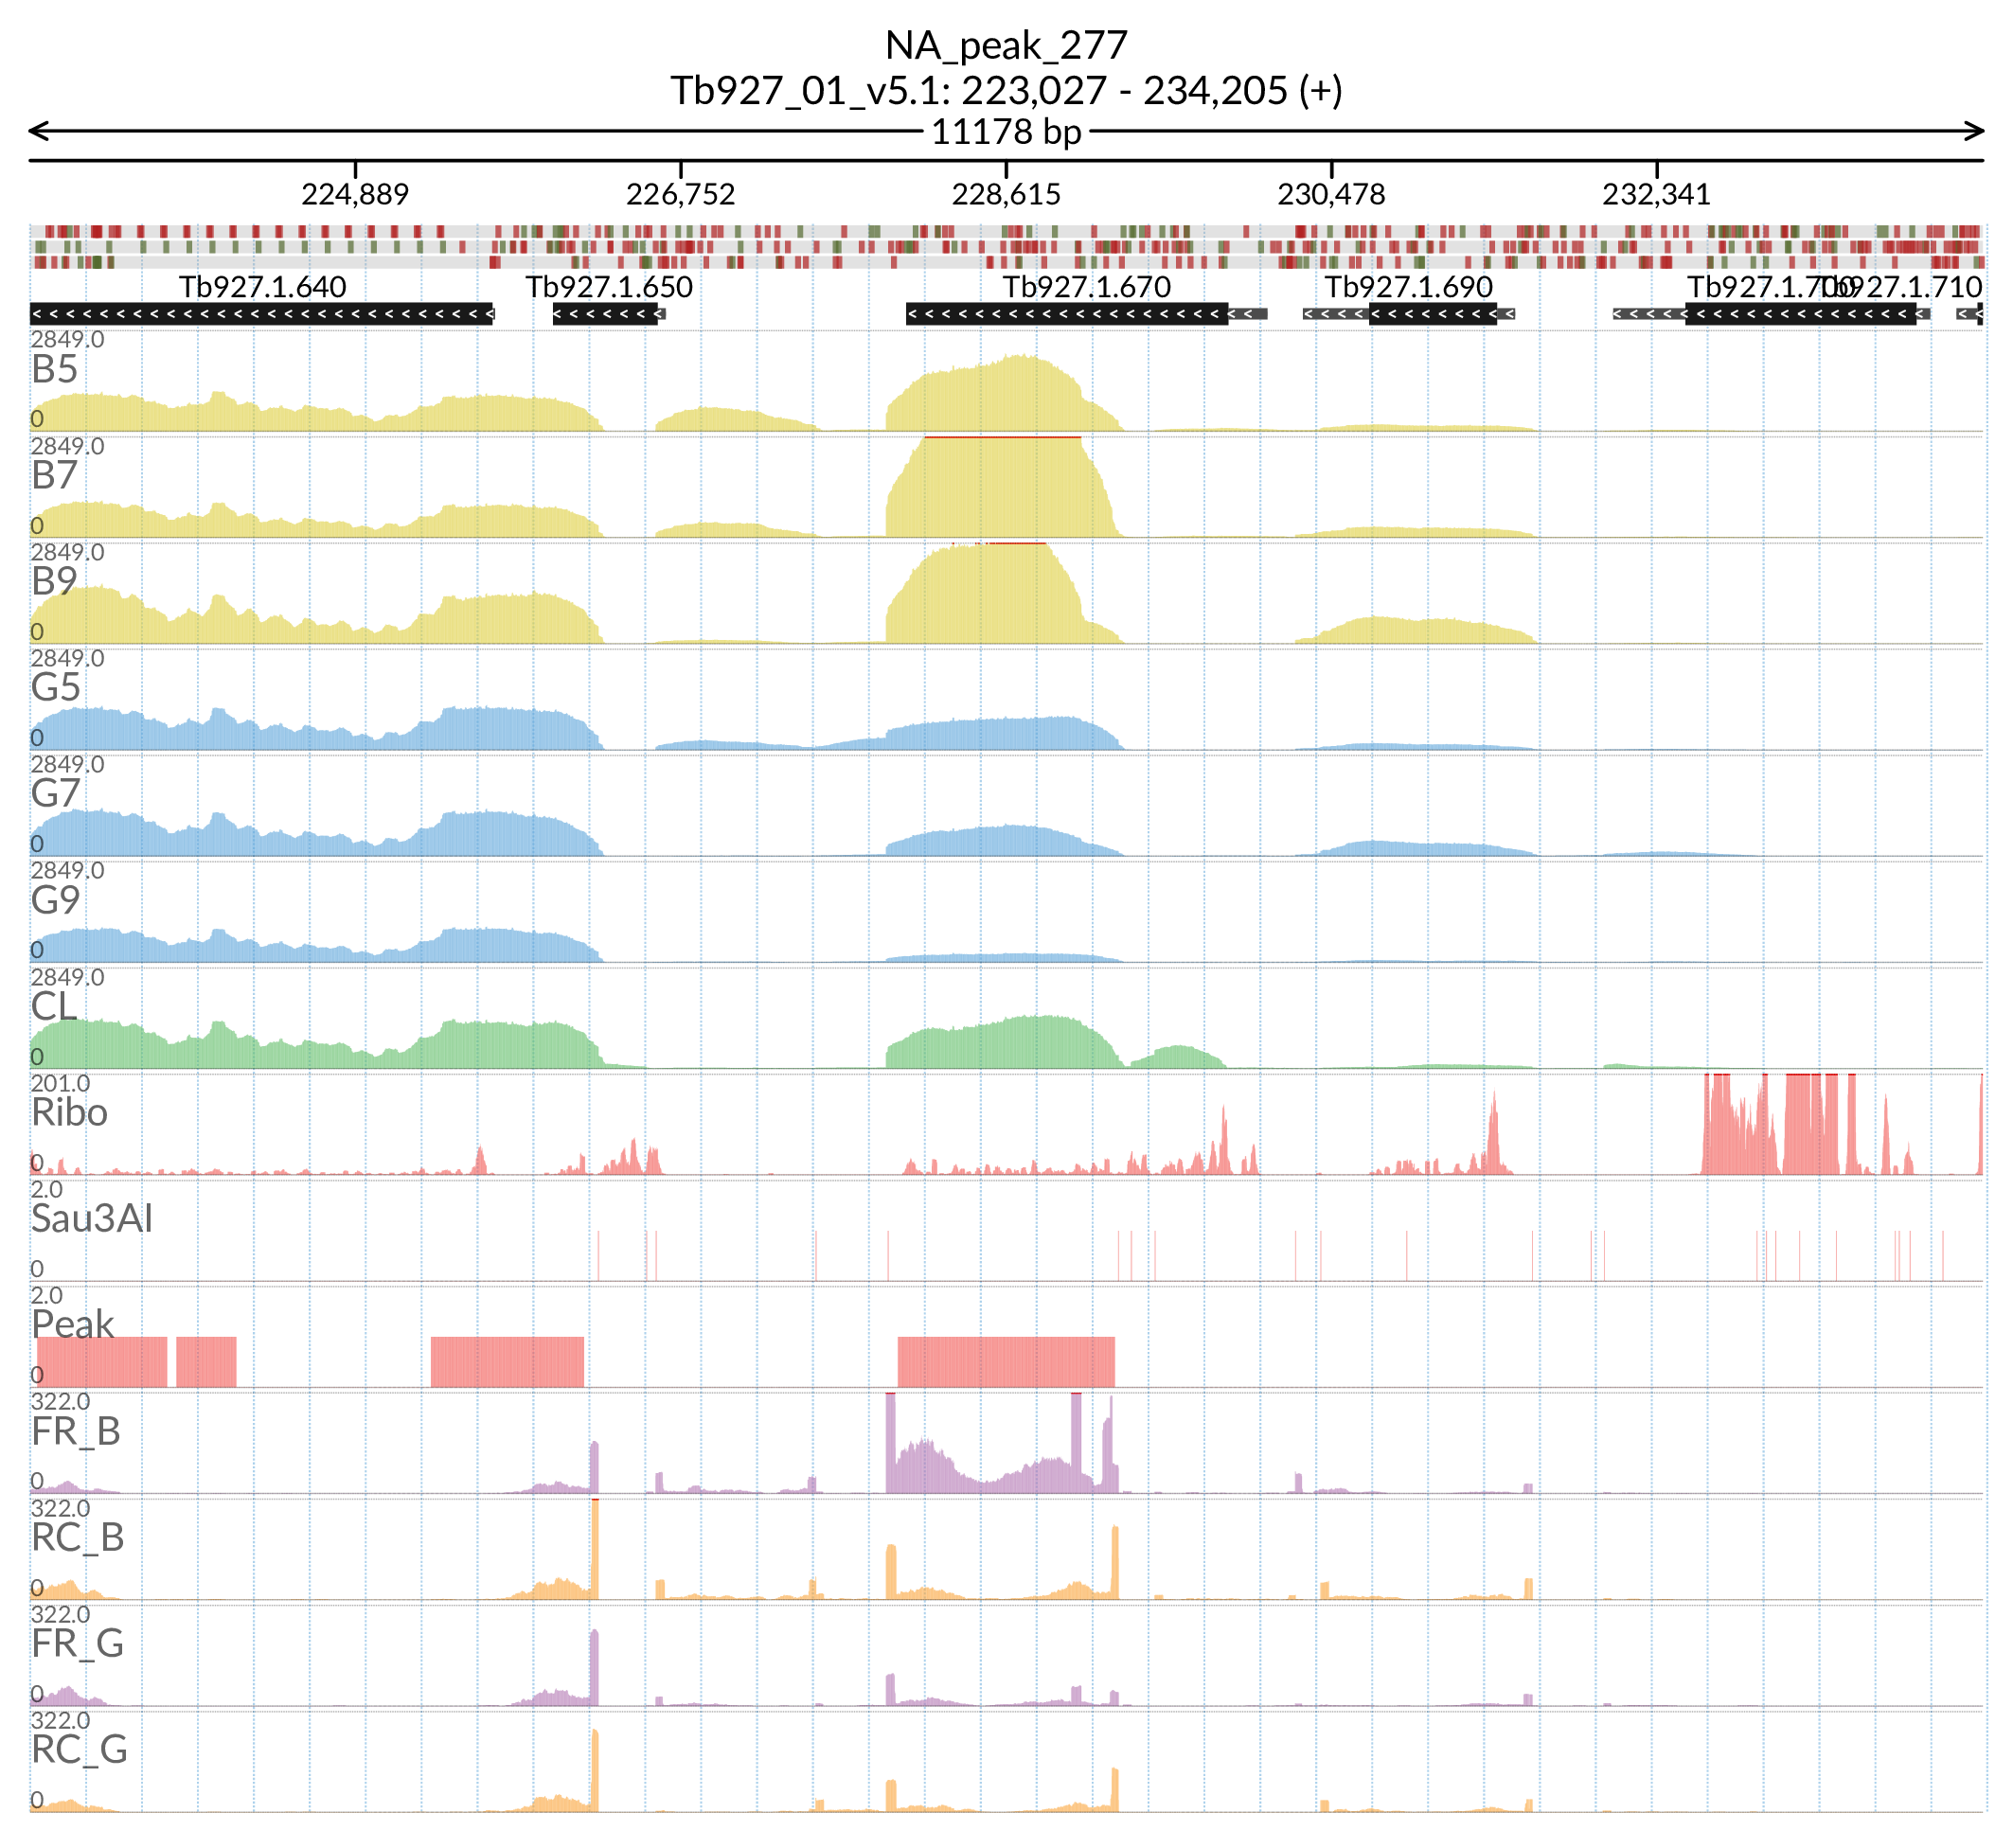 NA_peak_277
Tb927_01_v5.1: 223,027 - 234,205 (+)
11178 bp
224,889 226,752 228,615 230,478 232,341
Tb927.1.640 Tb927.1.650 Tb927.1.670 Tb927.1.690 Tb927.1.700 Tb927.1.710
2849.0
B5
0
2849.0
B7
0
2849.0
B9
0
2849.0
G5
0
2849.0
G7
0
2849.0
G9
0
2849.0
CL
0
201.0
Ribo
0
2.0
Sau3AI
0
2.0
Peak
0
322.0
FR_B
0
322.0
RC_B
0
322.0
FR_G
0
322.0
RC_G
0